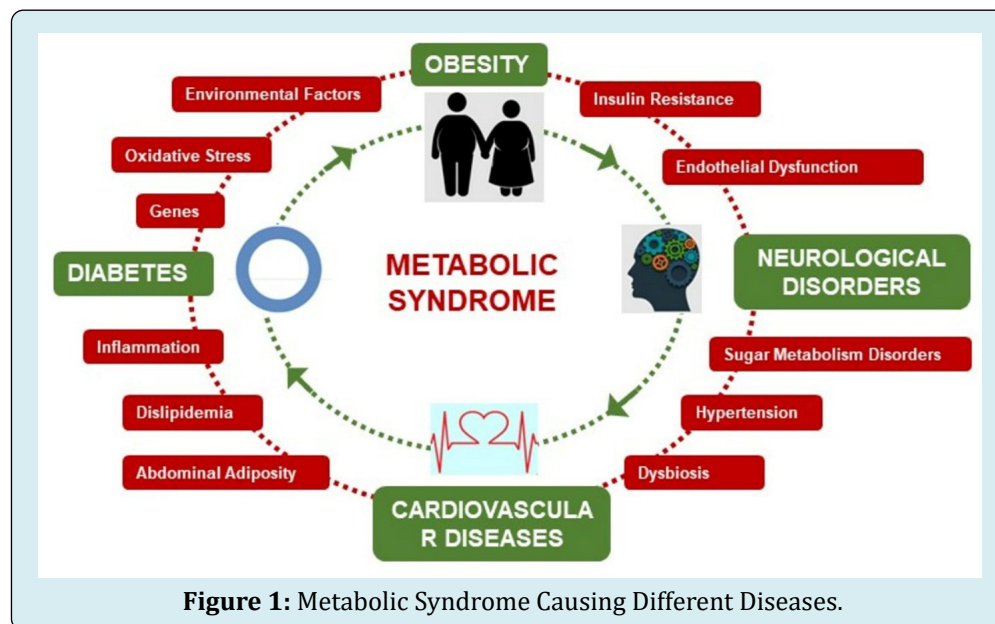 OBESITY
Environmental Factors
Insulin Resistance
Oxidative Stress
Endothelial Dysfunction
Genes
DIABETES
METABOLIC
SYNDROME
NEUROLOGICAL
DISORDERS
Inflammation
Sugar Metabolism Disorders
Dislipidemia
Hypertension
Abdominal Adiposity
Dysbiosis
CARDIOVASCULA
R DISEASES
Figure 1: Metabolic Syndrome Causing Different Diseases.